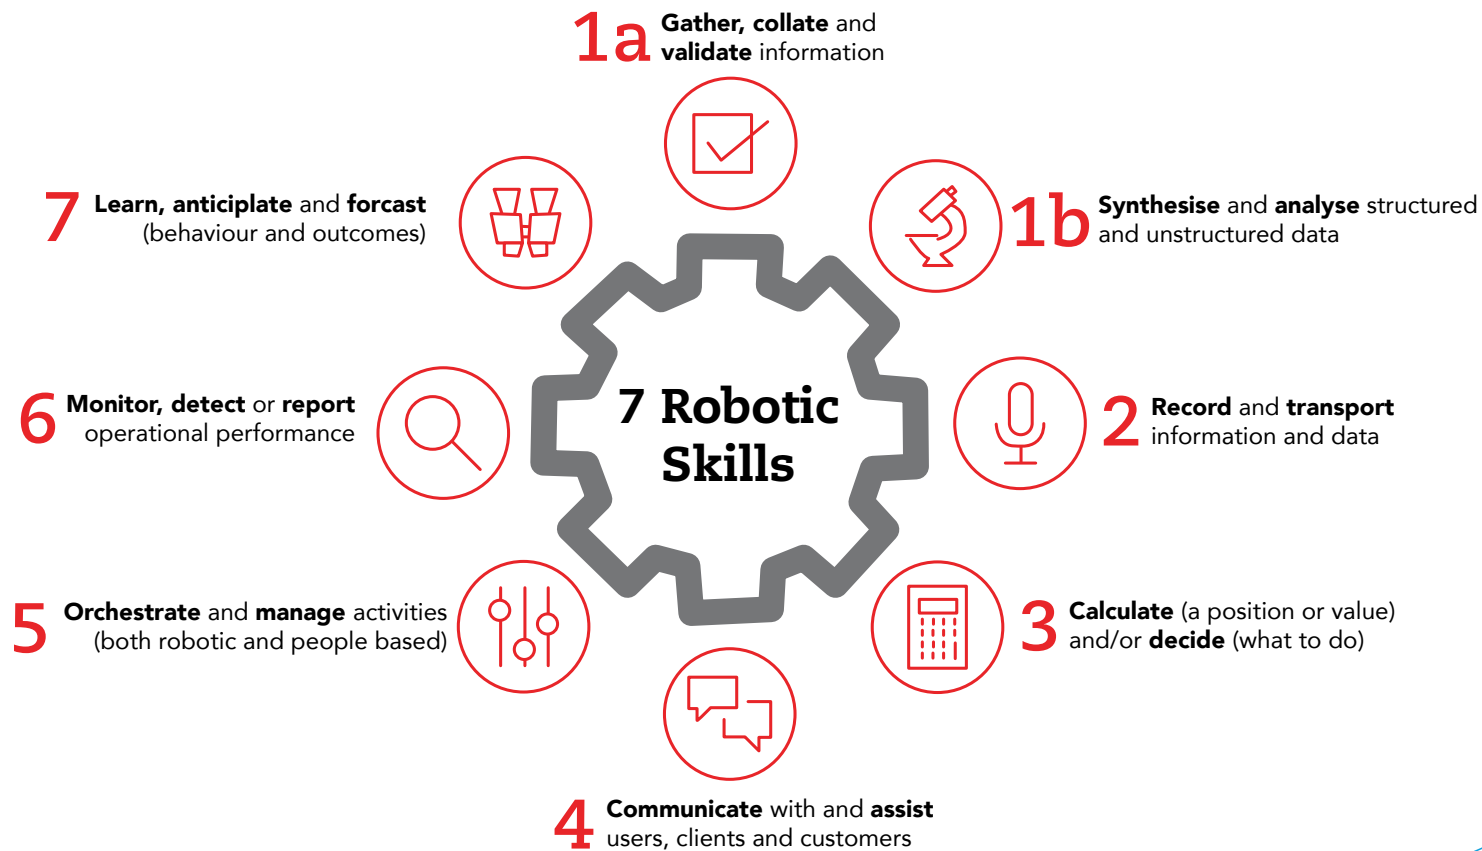 1a Gather, collate and
validate information
1b Synthesise and analyse structured
and unstructured data
2 Record and transport
information and data
3 Calculate (a position or value)
and/or decide (what to do)
4 Communicate with and assist
users, clients and customers
5 Orchestrate and manage activities
(both robotic and people based)
6 Monitor, detect or report
operational performance
7 Learn, anticiplate and forcast
(behaviour and outcomes)
7 Robotic
Skills